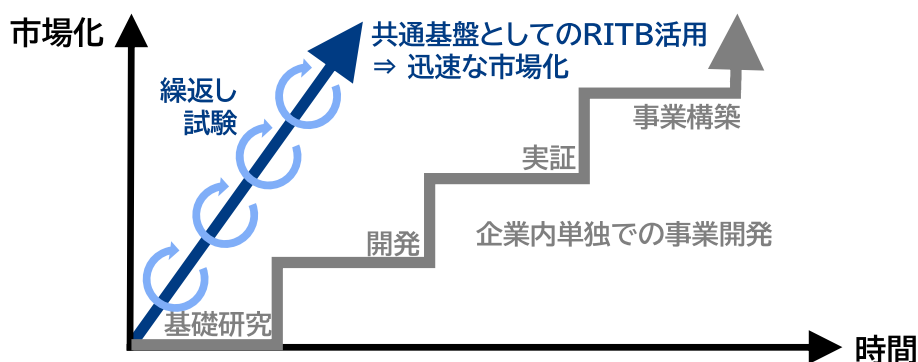 市場化
共通基盤としてのRITB活用
⇒ 迅速な市場化
繰返し
試験
事業構築
実証
開発
企業内単独での事業開発
基礎研究
時間